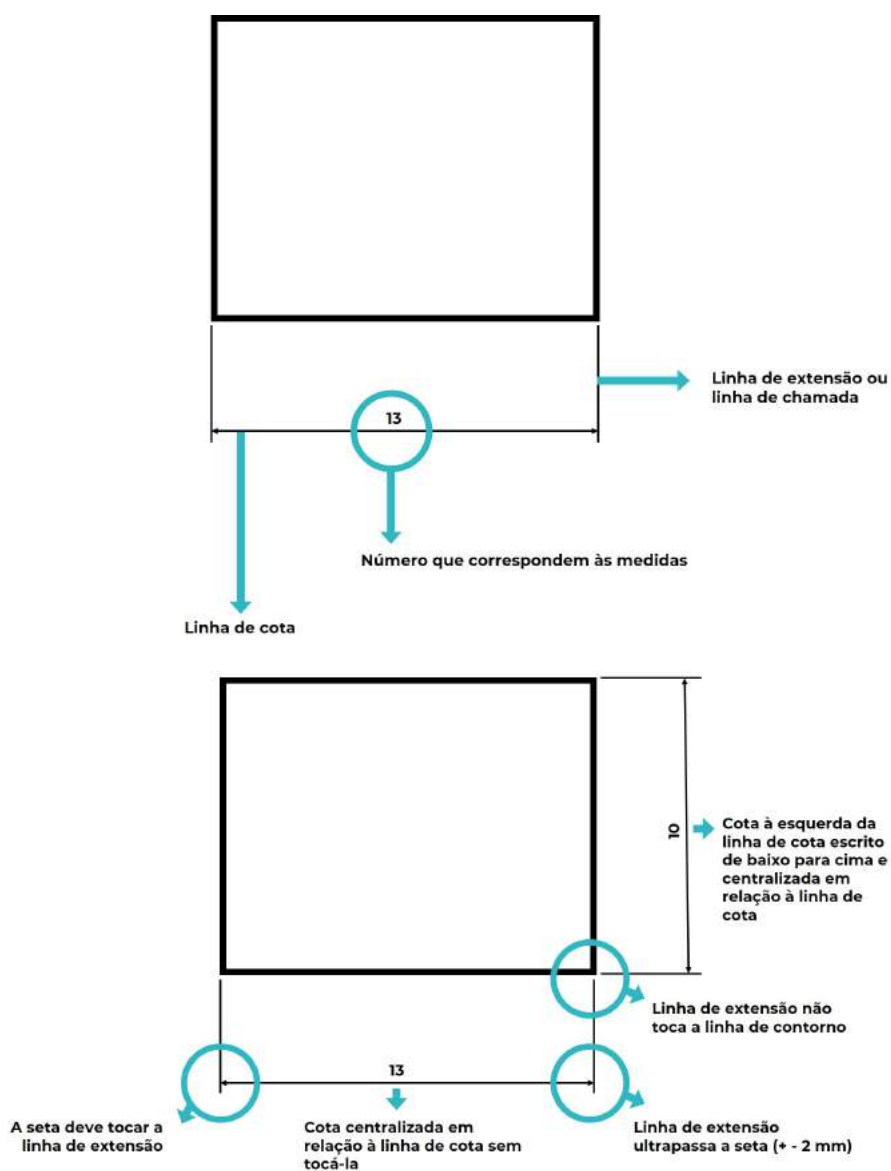 Linha de extensão ou
linha de chamada
13
Número que correspondem às medidas
Linha de cota
10
Cota à esquerda da
linha de cota escrito
de baixo para cima e
centralizada em
relação à linha de
cota
Linha de extensão não
toca a linha de contorno
13
A seta deve tocar a
linha de extensão
Cota centralizada em
relação à linha de cota sem
tocá-la
Linha de extensão
ultrapassa a seta (+ - 2 mm)